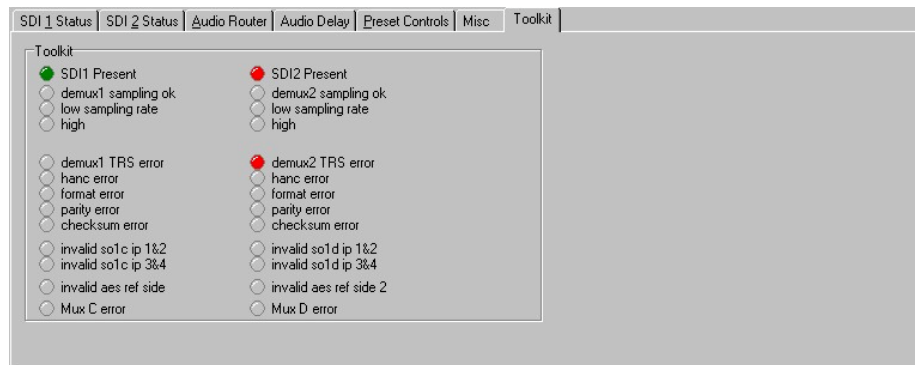 SDI 1 Status SDI 2 Status Audio Router Audio Delay Preset Controls Misc Toolkit
Toolkit
SDI1 Present SDI2 Present
demux1 sampling ok demux2 sampling ok
low sampling rate low sampling rate
high high
demux1 TRS error demux2 TRS error
hanc error hanc error
format error format error
parity error parity error
checksum error checksum error
invalid so1c ip 1&2 invalid so1d ip 1&2
invalid so1c ip 3&4 invalid so1d ip 3&4
invalid aes ref side invalid aes ref side 2
Mux C error Mux D error